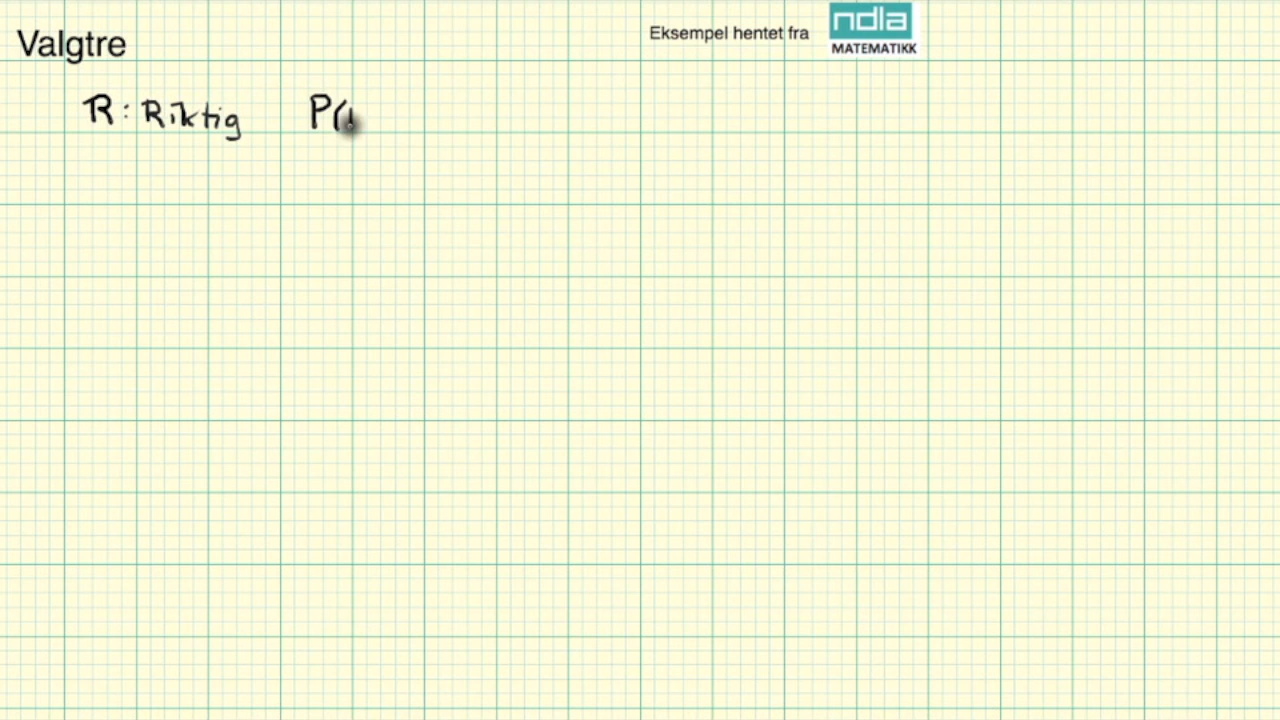 Valgtre
Eksempel hentet fra ndla
MATEMATIKK
R: Riktig P(